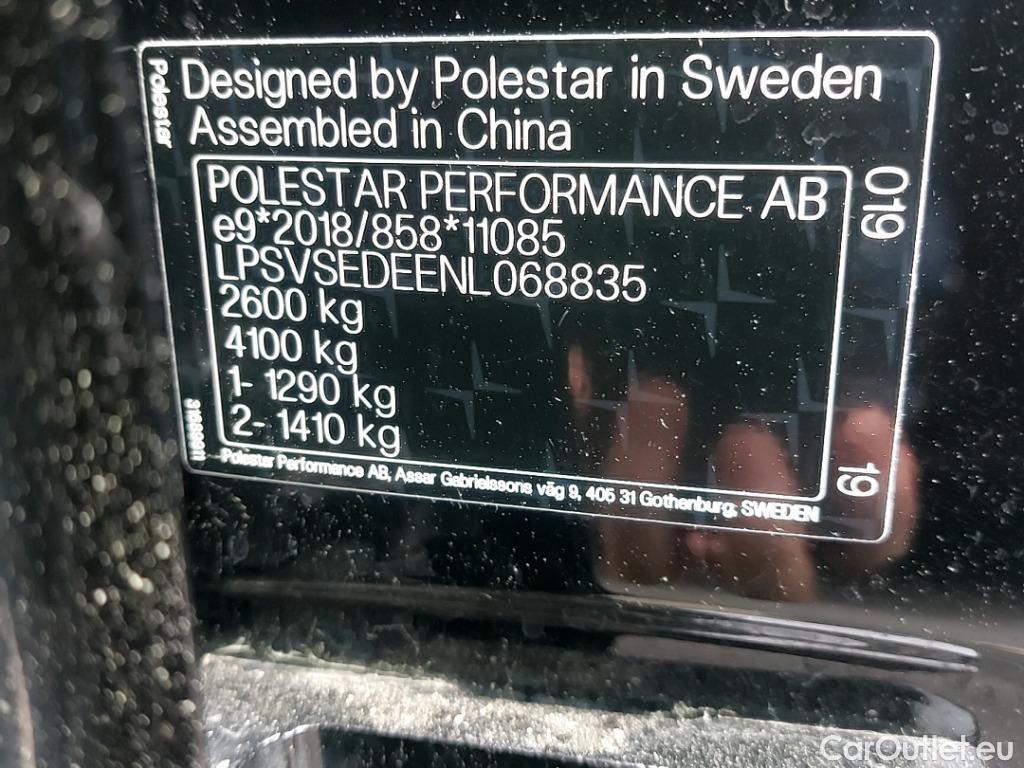 Polestar
Designed by Polestar in Sweden
Assembled in China
POLESTAR PERFORMANCE AB
e9*2018/858*11085
LPSVSEDEENL068835
2600 kg
4100 kg
1- 1290 kg
2- 1410 kg
019
19
Polestar Performance AB, Assar Gabrielssons väg 9, 405 31 Gothenburg, SWEDEN
CarOutlet.eu